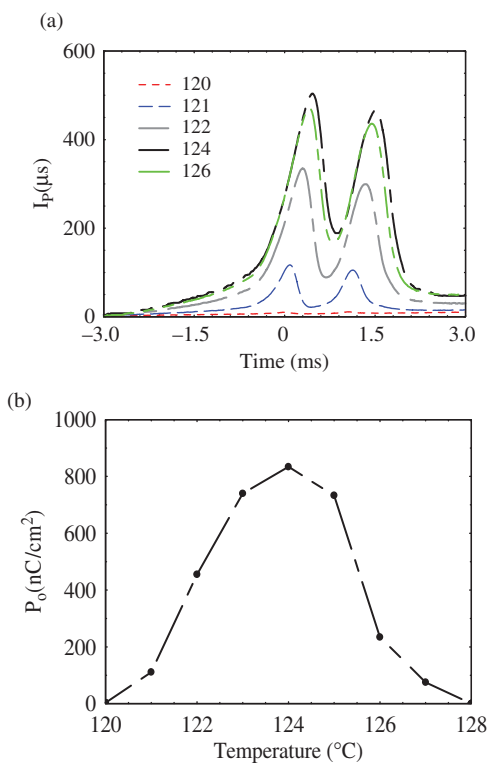 (a)
600
400
200
0
I_P(μs)
120
121
122
124
126
−3.0 −1.5 0 1.5 3.0
Time (ms)
(b)
1000
800
600
400
200
0
P_o(nC/cm²)
120 122 124 126 128
Temperature (°C)